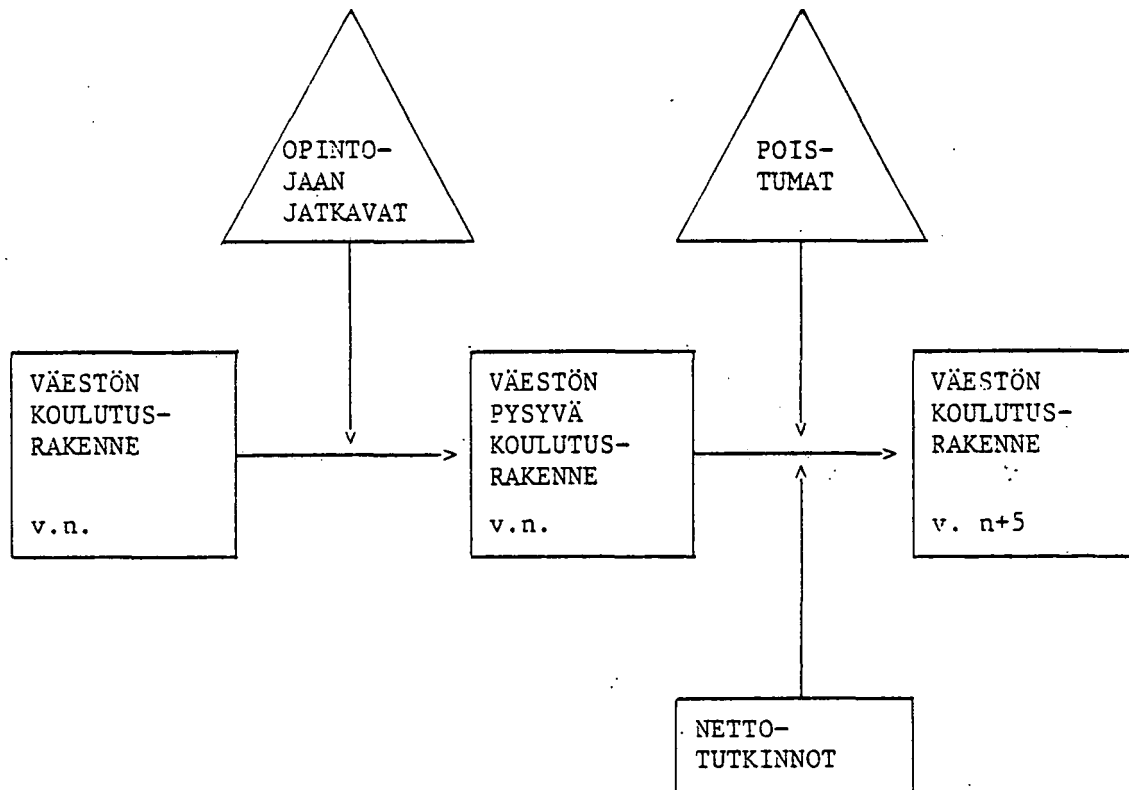 OPINTO-
JAAN
JATKAVAT
POIS-
TUMAT
VÄESTÖN
KOULUTUS-
RAKENNE
v.n.
VÄESTÖN
PYSYVÄ
KOULUTUS-
RAKENNE
v.n.
VÄESTÖN
KOULUTUS-
RAKENNE
v. n+5
NETTO-
TUTKINNOT